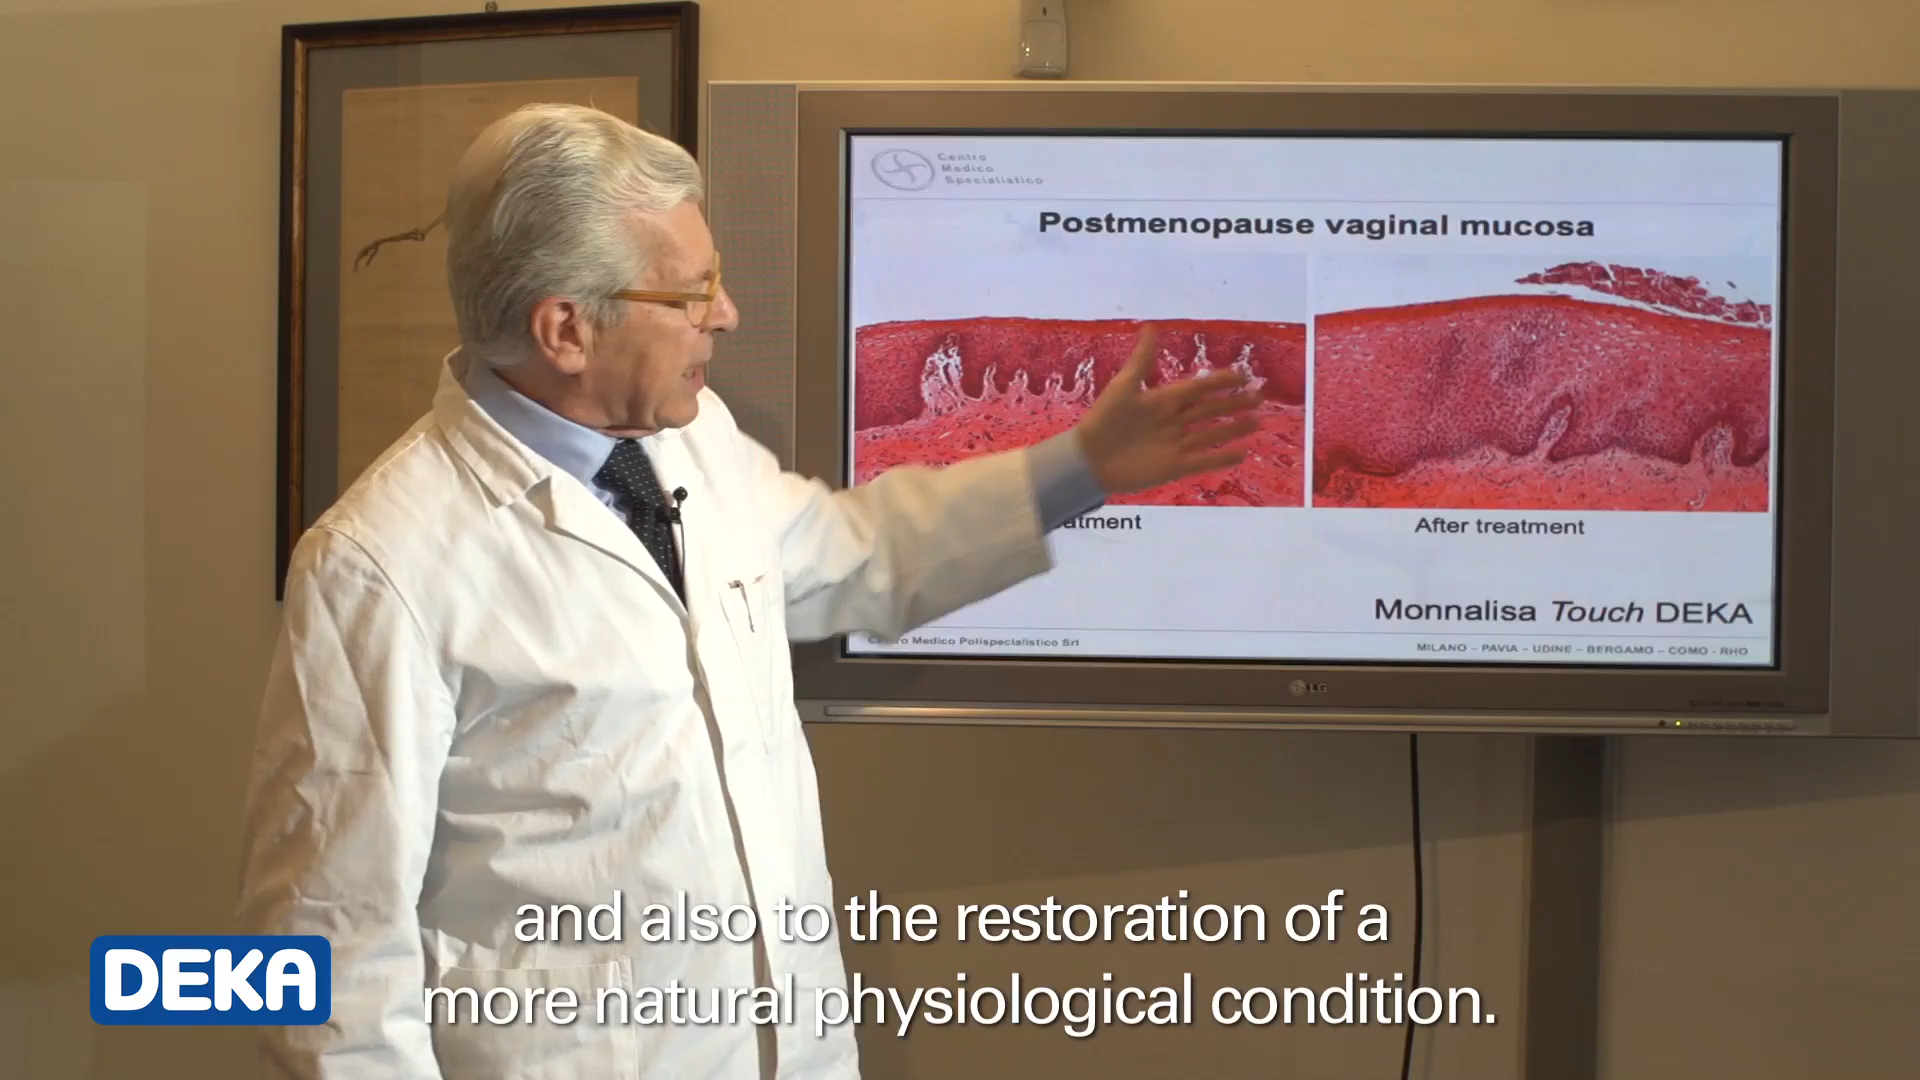 Centro
Medico
Specialistico
Postmenopause vaginal mucosa
After treatment
Monnalisa Touch DEKA
Medico Polispecialistico Srl
MILANO – PAVIA – UDINE – BERGAMO – COMO - RHO
LG
and also to the restoration of a
more natural physiological condition.
DEKA